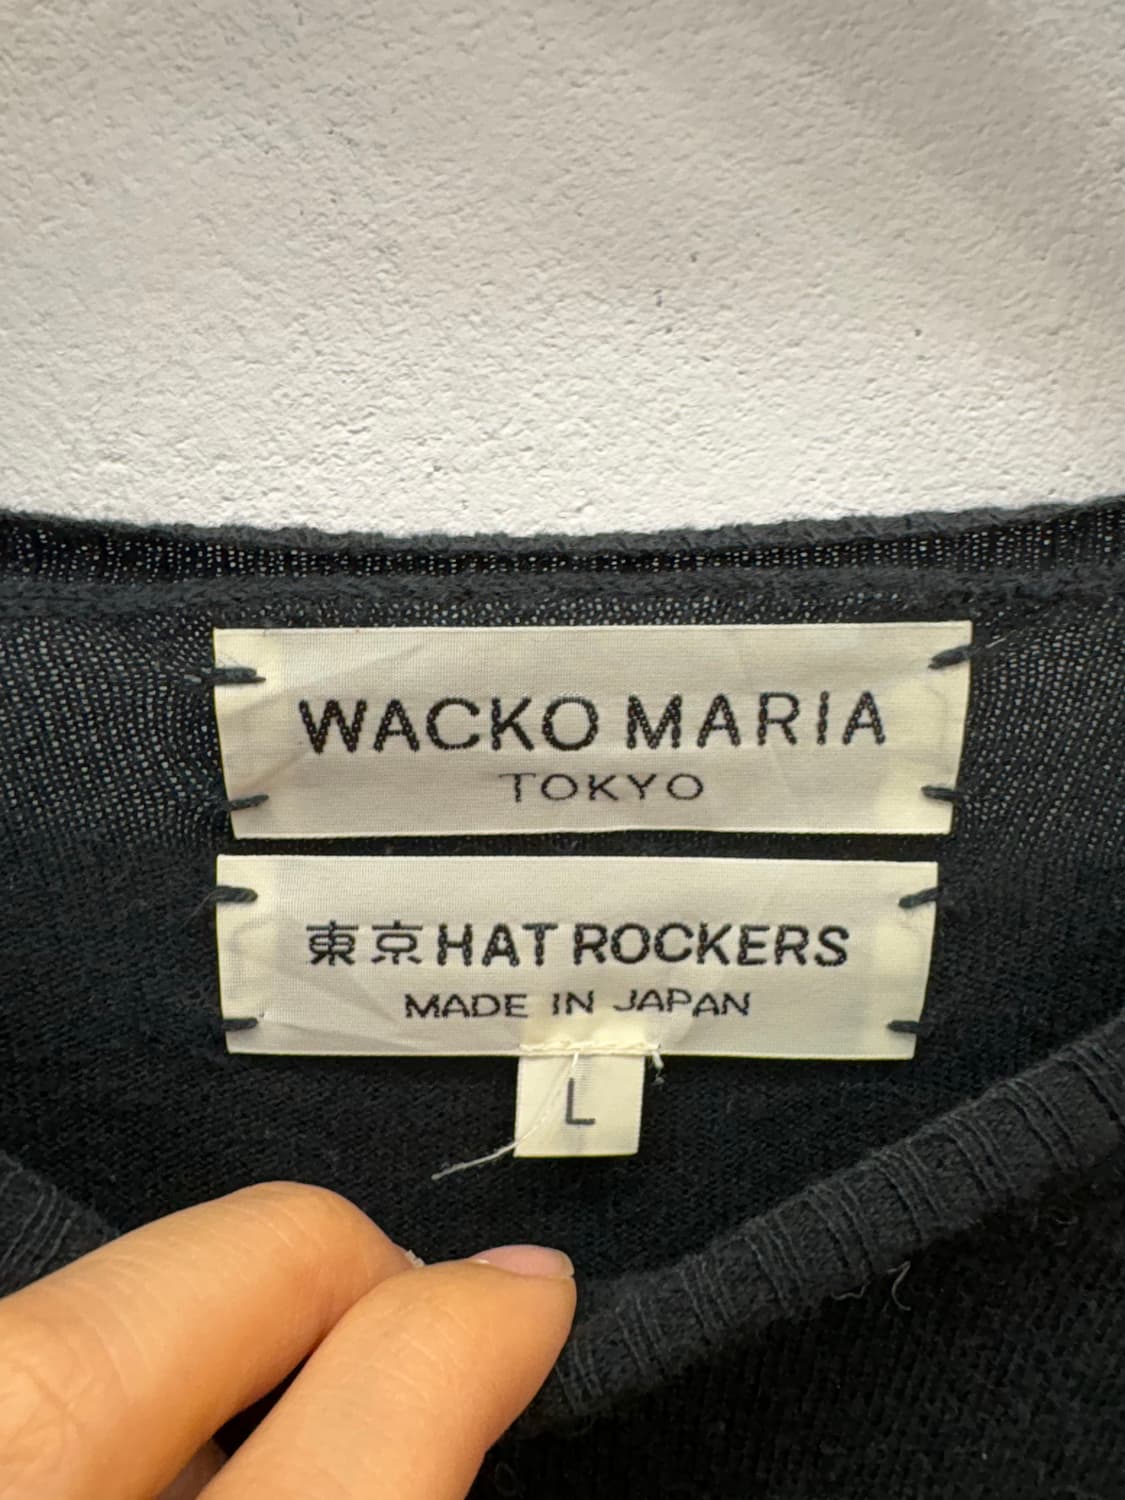 WACKO MARIA
TOKYO
東京HAT ROCKERS
MADE IN JAPAN
L